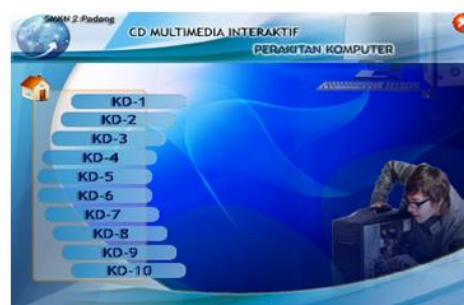 SMKN 2 Padang
CD MULTIMEDIA INTERAKTIF
PERAKITAN KOMPUTER
KD-1
KD-2
KD-3
KD-4
KD-5
KD-6
KD-7
KD-8
KD-9
KD-10